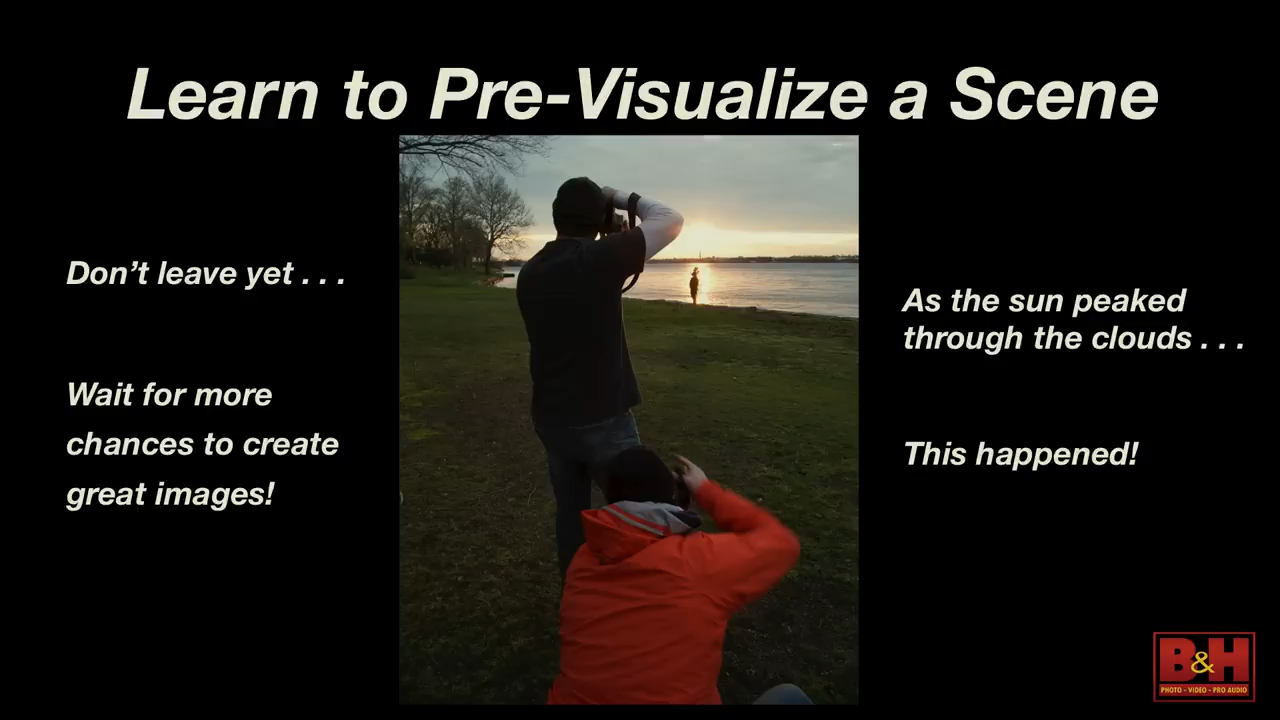 Learn to Pre-Visualize a Scene
Don’t leave yet . . .
Wait for more
chances to create
great images!
As the sun peaked
through the clouds . . .
This happened!
B&H
PHOTO - VIDEO - PRO AUDIO